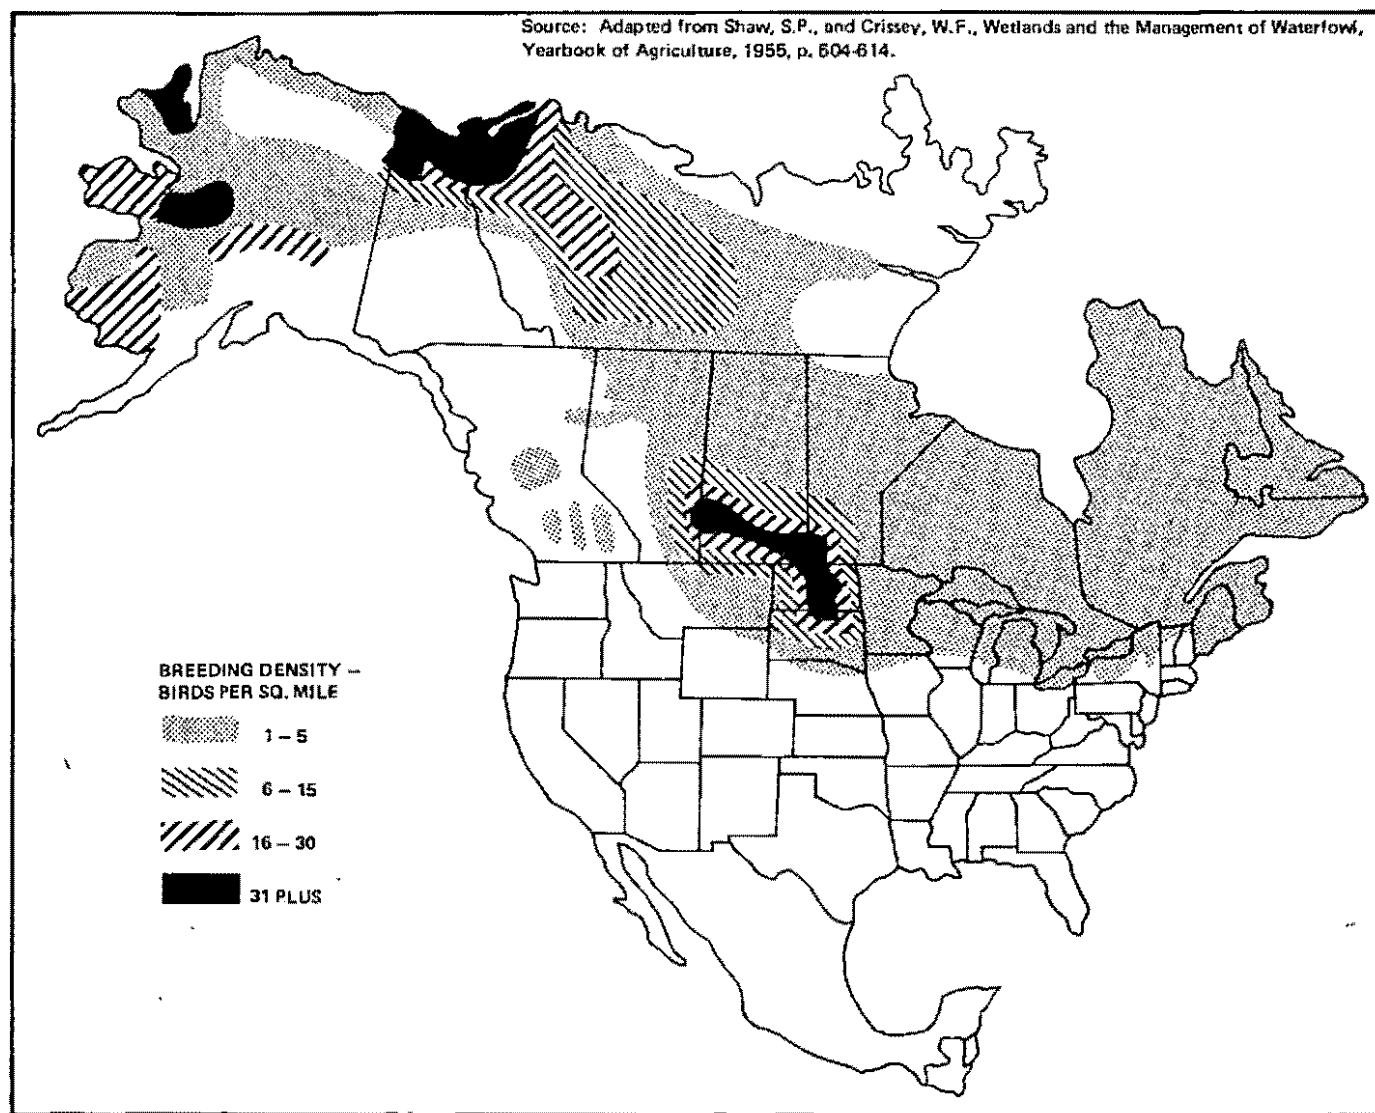 Source: Adapted from Shaw, S.P., and Crissey, W.F., Wetlands and the Management of Waterfowl,
Yearbook of Agriculture, 1955, p. 604-614.
BREEDING DENSITY –
BIRDS PER SQ. MILE
1 – 5
6 – 15
16 – 30
31 PLUS